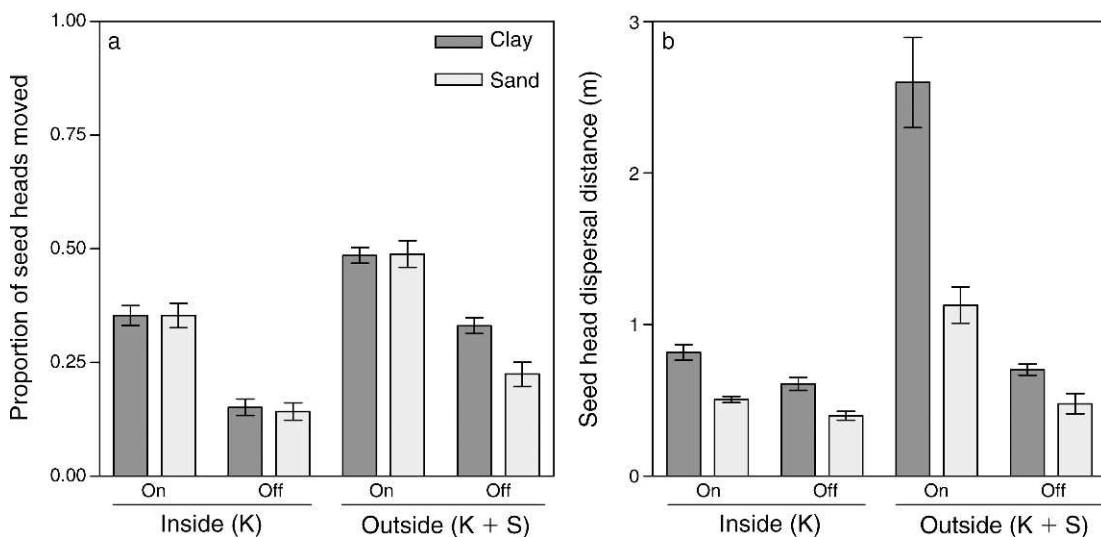 Proportion of seed heads moved
1.00
0.75
0.50
0.25
0.00
a
Clay
Sand
On
Off
On
Off
Inside (K)
Outside (K + S)
Seed head dispersal distance (m)
3
2
1
0
b
On
Off
On
Off
Inside (K)
Outside (K + S)